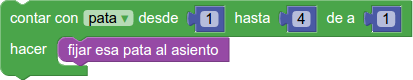 contar con pata desde 1 hasta 4 de a 1
hacer fijar esa pata al asiento